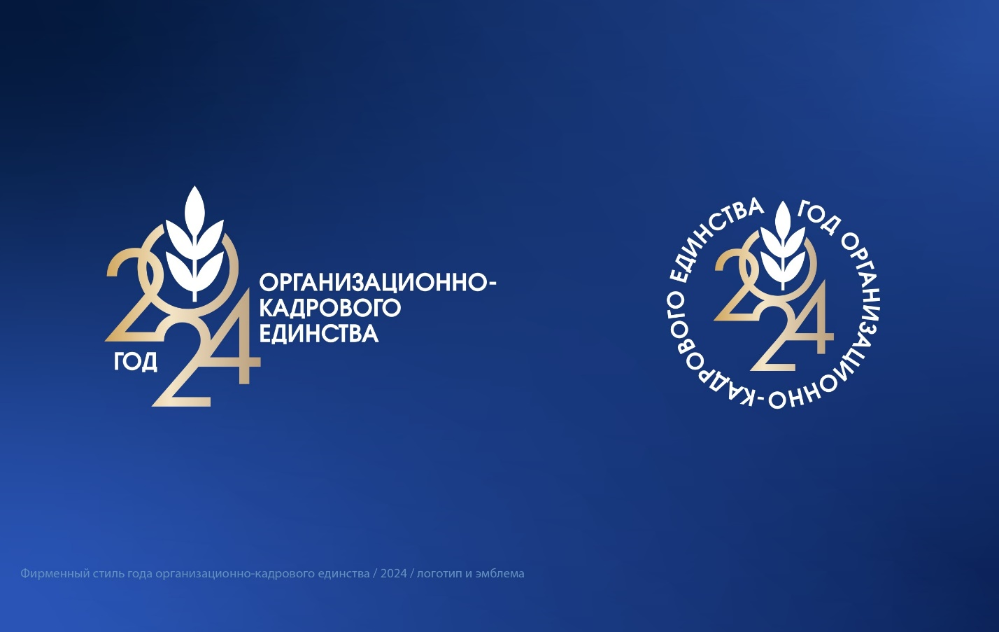 2024
ГОД
ОРГАНИЗАЦИОННО-
КАДРОВОГО
ЕДИНСТВА
ГОД ОРГАНИЗАЦИОННО-КАДРОВОГО ЕДИНСТВА
2024
Фирменный стиль года организационно-кадрового единства / 2024 / логотип и эмблема